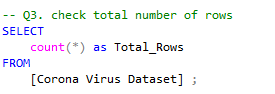 -- Q3. check total number of rows
SELECT
count(*) as Total_Rows
FROM
[Corona Virus Dataset] ;